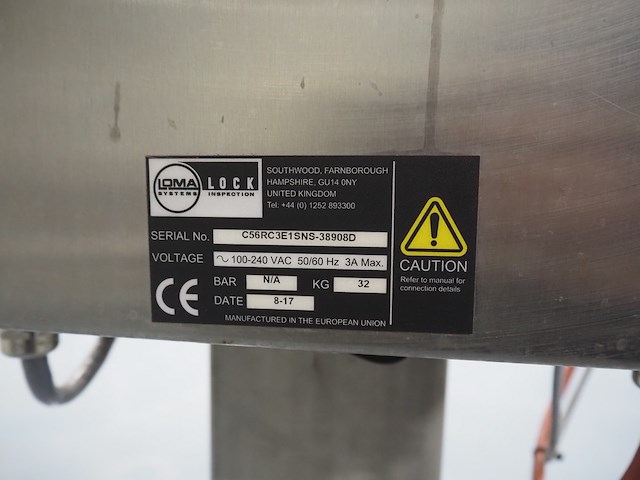 LOMA
SYSTEMS
LOCK
INSPECTION
SOUTHWOOD, FARNBOROUGH
HAMPSHIRE, GU14 0NY
UNITED KINGDOM
Tel: +44 (0) 1252 893300
SERIAL No. C56RC3E1SNS-38908D
VOLTAGE ~ 100-240 VAC 50/60 Hz 3A Max.
BAR N/A KG 32
CE DATE 8-17
MANUFACTURED IN THE EUROPEAN UNION
!
CAUTION
Refer to manual for
connection details